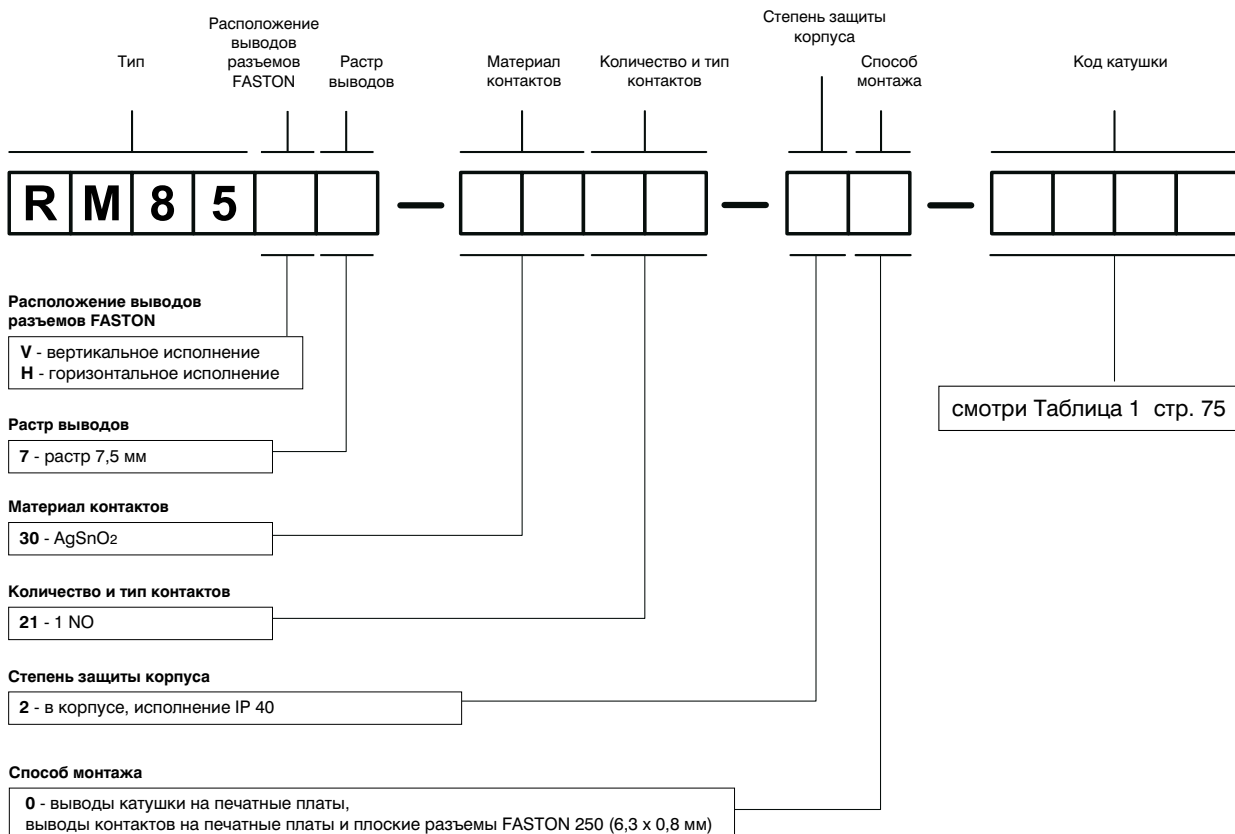 Тип
Расположение
выводов
разъемов
FASTON
Растр
выводов
Материал
контактов
Количество и тип
контактов
Степень защиты
корпуса
Способ
монтажа
Код катушки
R M 8 5 — — —
Расположение выводов
разъемов FASTON
V - вертикальное исполнение
H - горизонтальное исполнение
смотри Таблица 1 стр. 75
Растр выводов
7 - растр 7,5 мм
Материал контактов
30 - AgSnO2
Количество и тип контактов
21 - 1 NO
Степень защиты корпуса
2 - в корпусе, исполнение IP 40
Способ монтажа
0 - выводы катушки на печатные платы,
выводы контактов на печатные платы и плоские разъемы FASTON 250 (6,3 x 0,8 мм)